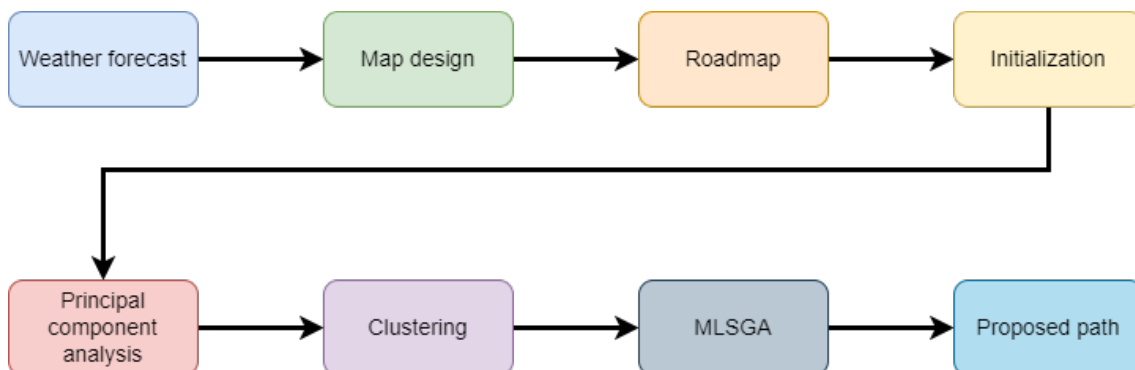 Weather forecast
Map design
Roadmap
Initialization
Principal
component
analysis
Clustering
MLSGA
Proposed path